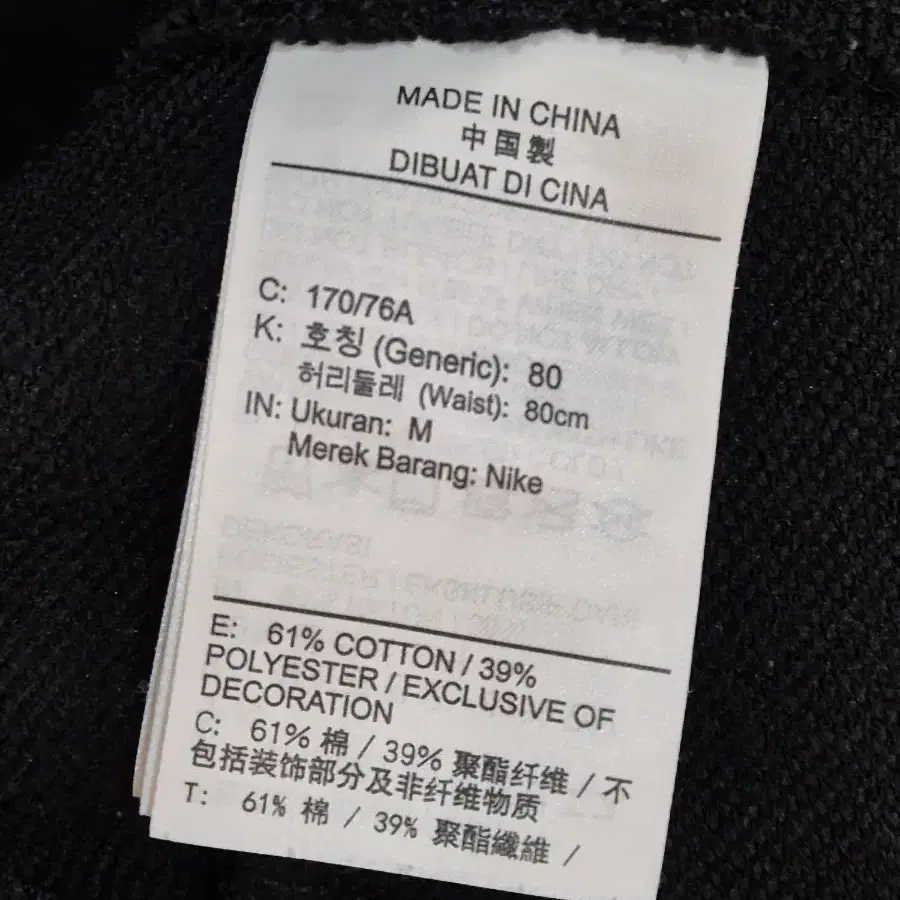 MADE IN CHINA
中国製
DIBUAT DI CINA
C: 170/76A
K: 호칭 (Generic): 80
허리둘레 (Waist): 80cm
IN: Ukuran: M
Merek Barang: Nike
E: 61% COTTON / 39%
POLYESTER / EXCLUSIVE OF
DECORATION
C: 61% 棉 / 39% 聚酯纤维 / 不
包括装饰部分及非纤维物质
T: 61% 棉 / 39% 聚酯纖維 /